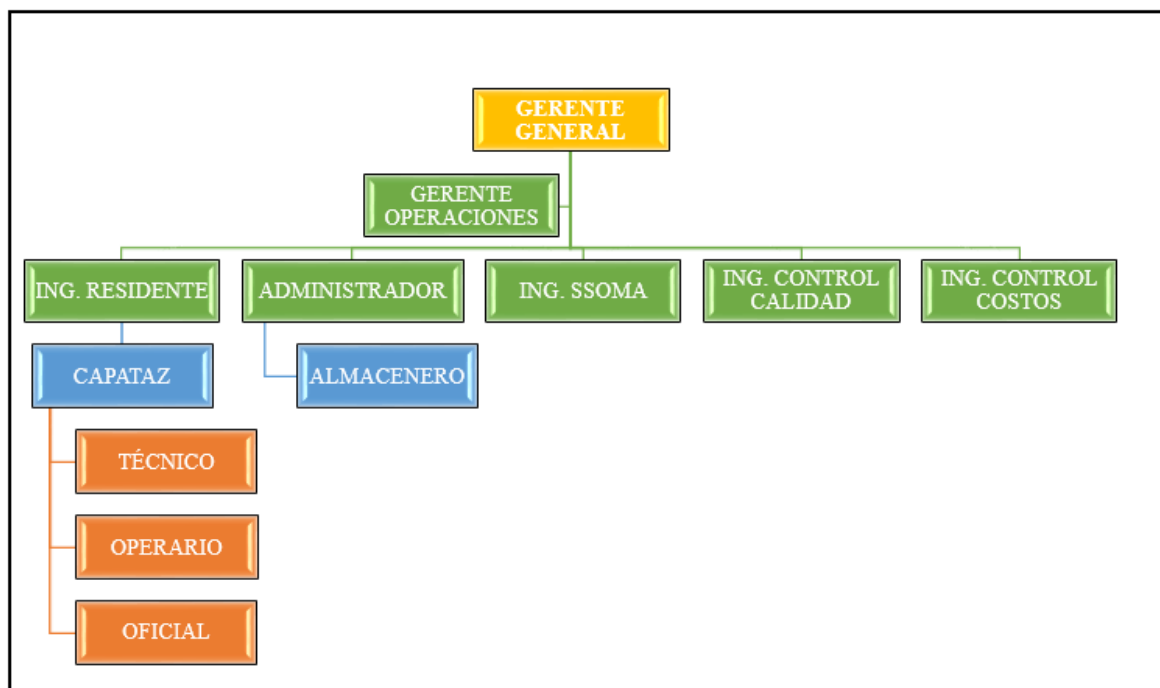 GERENTE
GENERAL
GERENTE
OPERACIONES
ING. RESIDENTE
ADMINISTRADOR
ING. SSOMA
ING. CONTROL
CALIDAD
ING. CONTROL
COSTOS
CAPATAZ
ALMACENERO
TÉCNICO
OPERARIO
OFICIAL